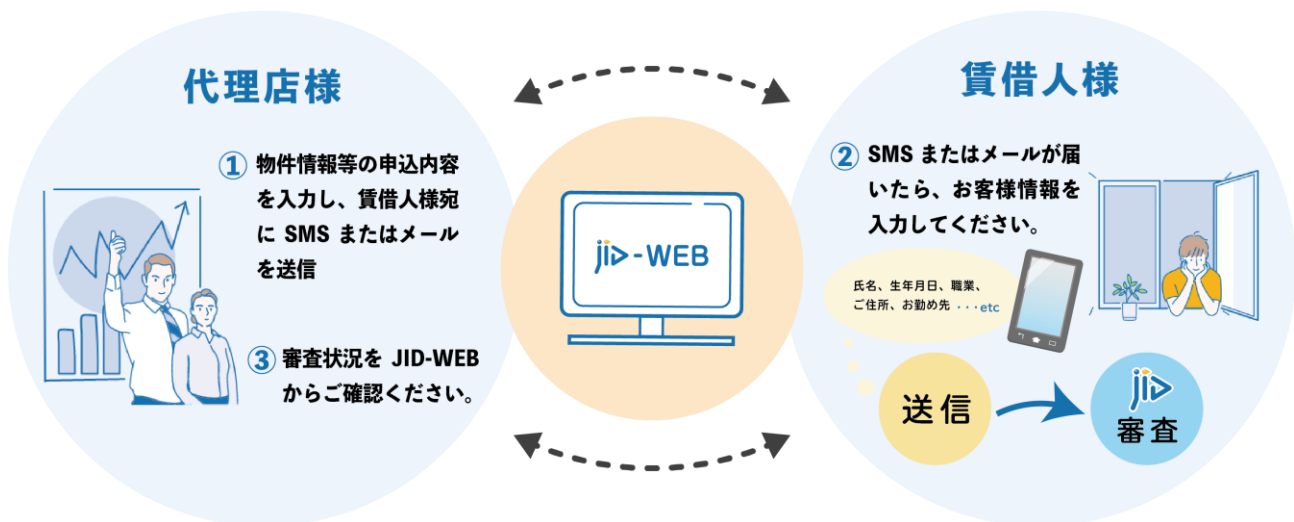 代理店様
① 物件情報等の申込内容
を入力し、賃借人様宛
に SMS またはメール
を送信
③ 審査状況を JID-WEB
からご確認ください。
jID-WEB
賃借人様
② SMS またはメールが届
いたら、お客様情報を
入力してください。
氏名、生年月日、職業、
ご住所、お勤め先 ・・・etc
送信
jID
審査